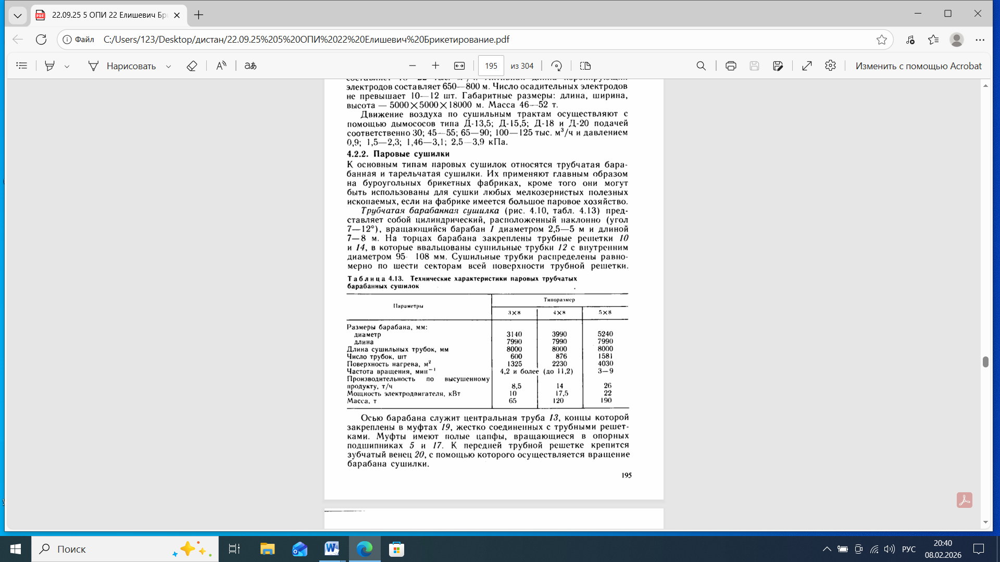 22.09.25 5 ОПИ 22 Елишевич Бр
Файл
C:/Users/123/Desktop/дистан/22.09.25%205%20ОПИ%2022%20Елишевич%20Брикетирование.pdf
Нарисовать
195 из 304
Изменить с помощью Acrobat
электродов составляет 650—800 м. Число осадительных электродов
не превышает 10—12 шт. Габаритные размеры: длина, ширина,
высота — 5000×5000×18000 м. Масса 46—52 т.
Движение воздуха по сушильным трактам осуществляют с
помощью дымососов типа Д-13,5; Д-15,5; Д-18 и Д-20 подачей
соответственно 30; 45—55; 65—90; 100—125 тыс. м³/ч и давлением
0,9; 1,5—2,3; 1,46—3,1; 2,5—3,9 кПа.
4.2.2. Паровые сушилки
К основным типам паровых сушилок относятся трубчатая бара-
банная и тарельчатая сушилки. Их применяют главным образом
на буроугольных брикетных фабриках, кроме того они могут
быть использованы для сушки любых мелкозернистых полезных
ископаемых, если на фабрике имеется большое паровое хозяйство.
Трубчатая барабанная сушилка (рис. 4.10, табл. 4.13) пред-
ставляет собой цилиндрический, расположенный наклонно (угол
7—12°), вращающийся барабан 1 диаметром 2,5—5 м и длиной
7—8 м. На торцах барабана закреплены трубные решетки 10
и 14, в которые ввальцованы сушильные трубки 12 с внутренним
диаметром 95 108 мм. Сушильные трубки распределены равно-
мерно по шести секторам всей поверхности трубной решетки.
Таблица 4.13. Технические характеристики паровых трубчатых
барабанных сушилок
Параметры
Типоразмер
3×8 4×8 5×8
Размеры барабана, мм:
диаметр 3140 3990 5240
длина 7990 7990 7990
Длина сушильных трубок, мм 8000 8000 8000
Число трубок, шт 600 876 1581
Поверхность нагрева, м² 1325 2230 4030
Частота вращения, мин⁻¹ 4,2 и более (до 11,2) 3—9
Производительность по высушенному
продукту, т/ч 8,5 14 26
Мощность электродвигателя, кВт 10 17,5 22
Масса, т 65 120 190
Осью барабана служит центральная труба 13, концы которой
закреплены в муфтах 19, жестко соединенных с трубными решет-
ками. Муфты имеют полые цапфы, вращающиеся в опорных
подшипниках 5 и 17. К передней трубной решетке крепится
зубчатый венец 20, с помощью которого осуществляется вращение
барабана сушилки.
195
Поиск
РУС
20:40
08.02.2026